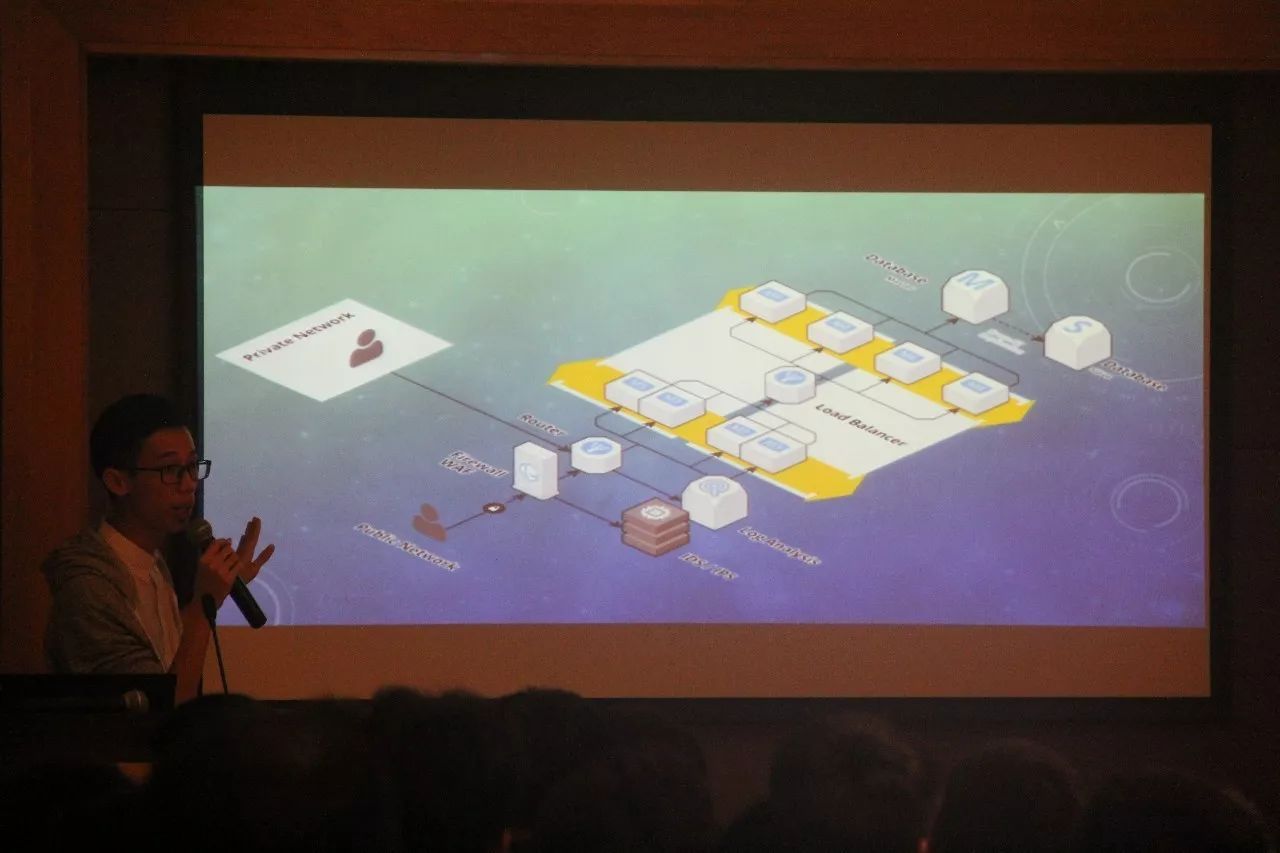 Database
M
S
Database
Private Network
Load Balancer
Router
Firewall
WAF
Public Network
Log Analysis
IDS / IPS